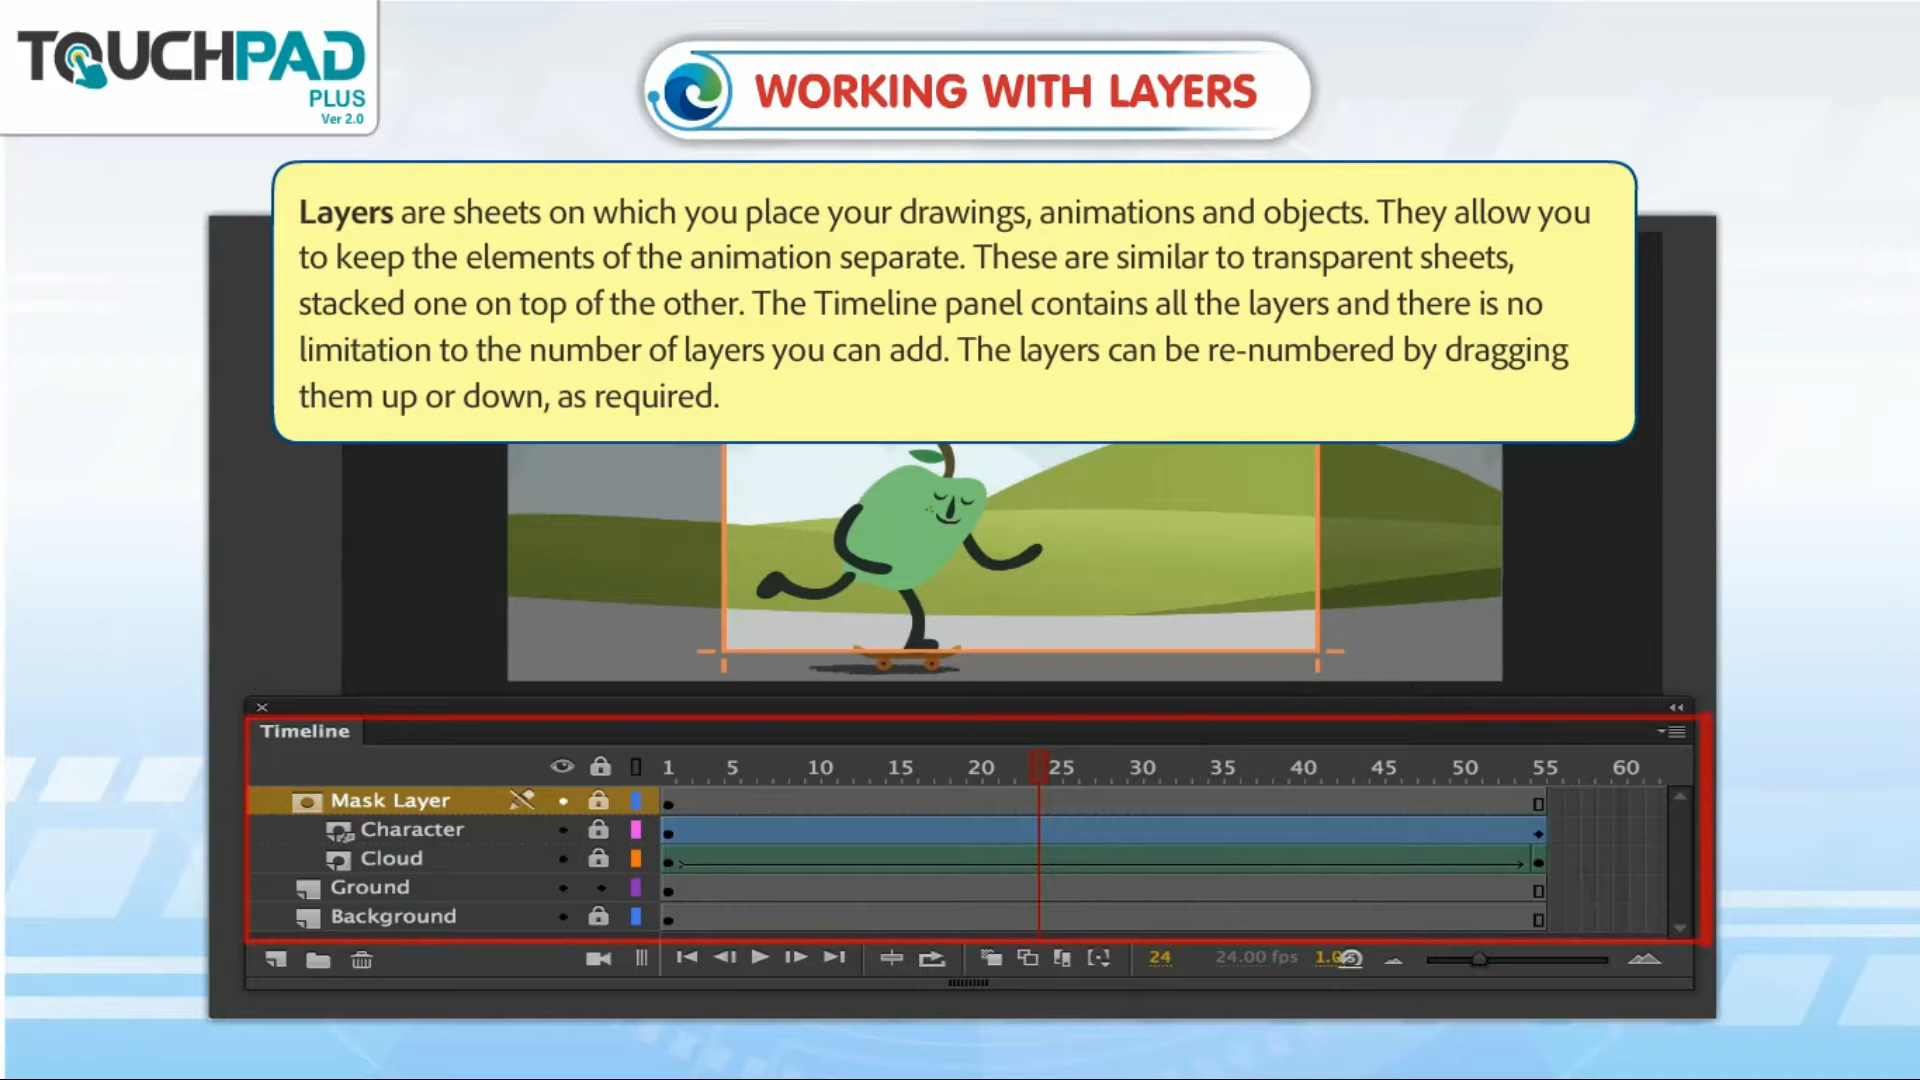 TOUCHPAD
PLUS
Ver 2.0
WORKING WITH LAYERS
Layers are sheets on which you place your drawings, animations and objects. They allow you
to keep the elements of the animation separate. These are similar to transparent sheets,
stacked one on top of the other. The Timeline panel contains all the layers and there is no
limitation to the number of layers you can add. The layers can be re-numbered by dragging
them up or down, as required.
Timeline
1 5 10 15 20 25 30 35 40 45 50 55 60
Mask Layer
Character
Cloud
Ground
Background
24 24.00 fps